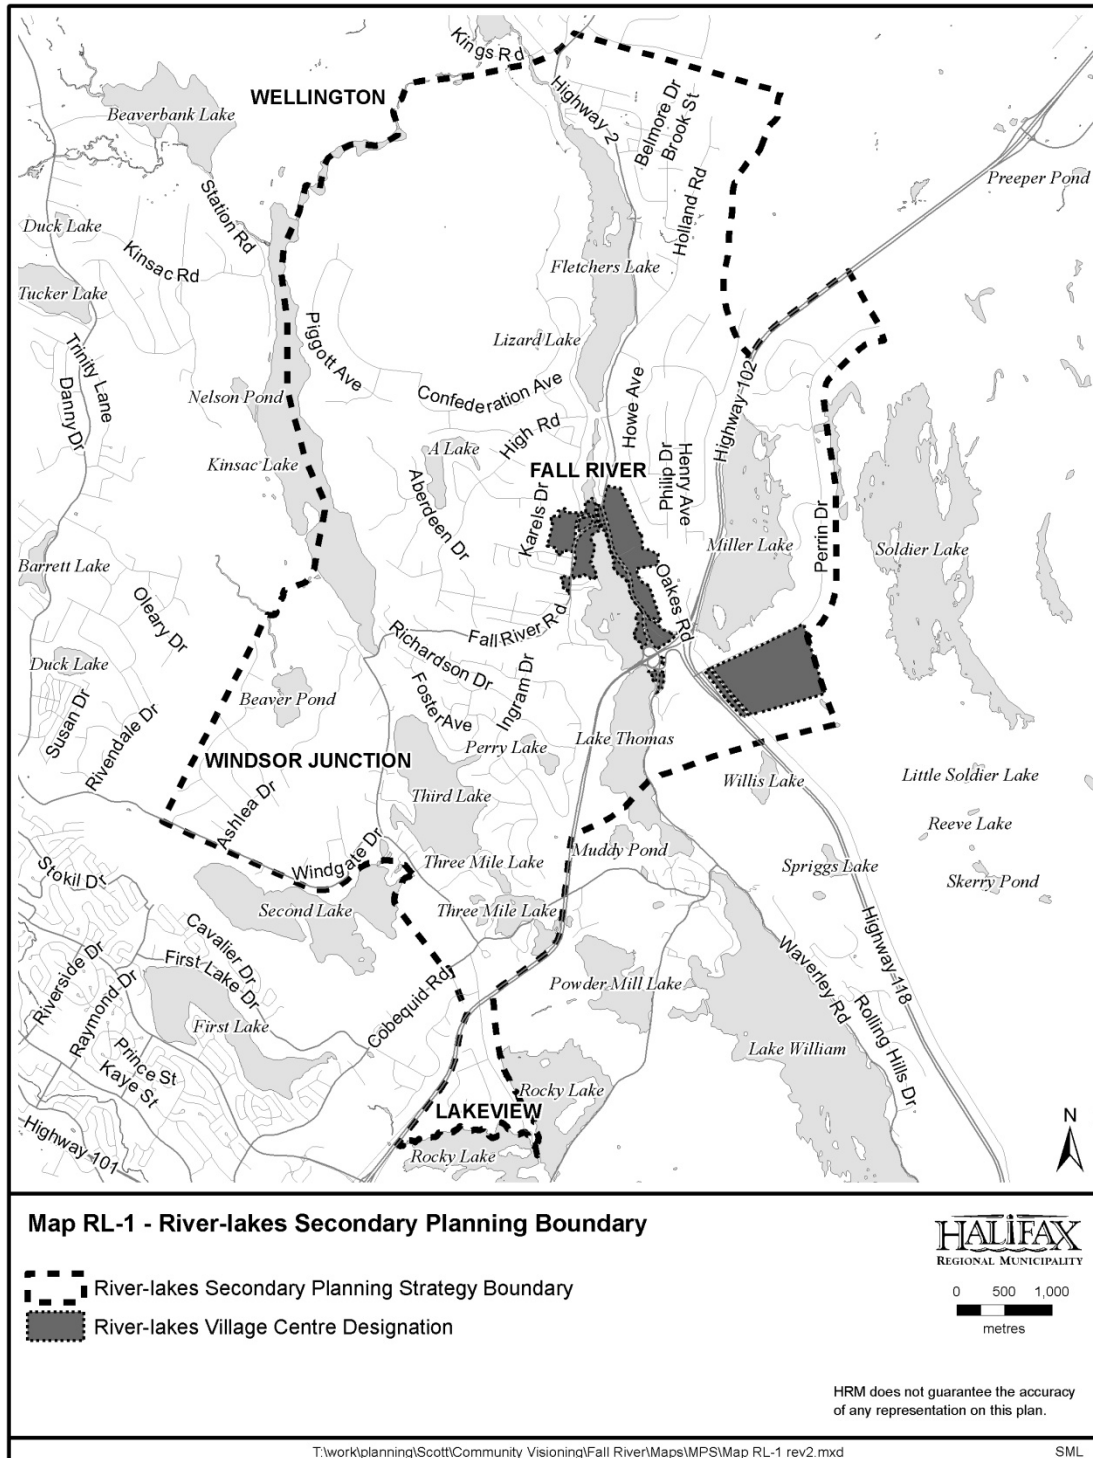 Kings Rd
WELLINGTON
Beaverbank Lake
Highway 2
Belmore Dr
Brook St
Preeper Pond
Station Rd
Duck Lake
Kinsac Rd
Holland Rd
Fletchers Lake
Tucker Lake
Piggott Ave
Lizard Lake
Trinity Lane
Danny Dr
Nelson Pond
Confederation Ave
Howe Ave
Highway 102
High Rd
A Lake
Kinsac Lake
FALL RIVER
Philip Dr
Henry Ave
Aberdeen Dr
Karels Dr
Perrin Dr
Miller Lake
Soldier Lake
Barrett Lake
Oleary Dr
Oakes Rd
Fall River Rd
Richardson Dr
Duck Lake
Susan Dr
Rivendale Dr
Beaver Pond
Foster Ave
Ingram Dr
Perry Lake
Lake Thomas
WINDSOR JUNCTION
Ashlea Dr
Third Lake
Willis Lake
Little Soldier Lake
Reeve Lake
Windgate Dr
Three Mile Lake
Muddy Pond
Spriggs Lake
Skerry Pond
Stokil Dr
Second Lake
Three Mile Lake
Cavalier Dr
First Lake Dr
Riverside Dr
Raymond Dr
Highway 118
Waverley Rd
Cobequid Rd
Powder Mill Lake
First Lake
Rolling Hills Dr
Prince St
Kaye St
Lake William
Rocky Lake
LAKEVIEW
Highway 101
Rocky Lake
N
Map RL-1 - River-lakes Secondary Planning Boundary
River-lakes Secondary Planning Strategy Boundary
River-lakes Village Centre Designation
HALIFAX
REGIONAL MUNICIPALITY
0 500 1,000
metres
HRM does not guarantee the accuracy
of any representation on this plan.
T:\work\planning\Scott\Community Visioning\Fall River\Maps\MPS\Map RL-1 rev2.mxd
SML